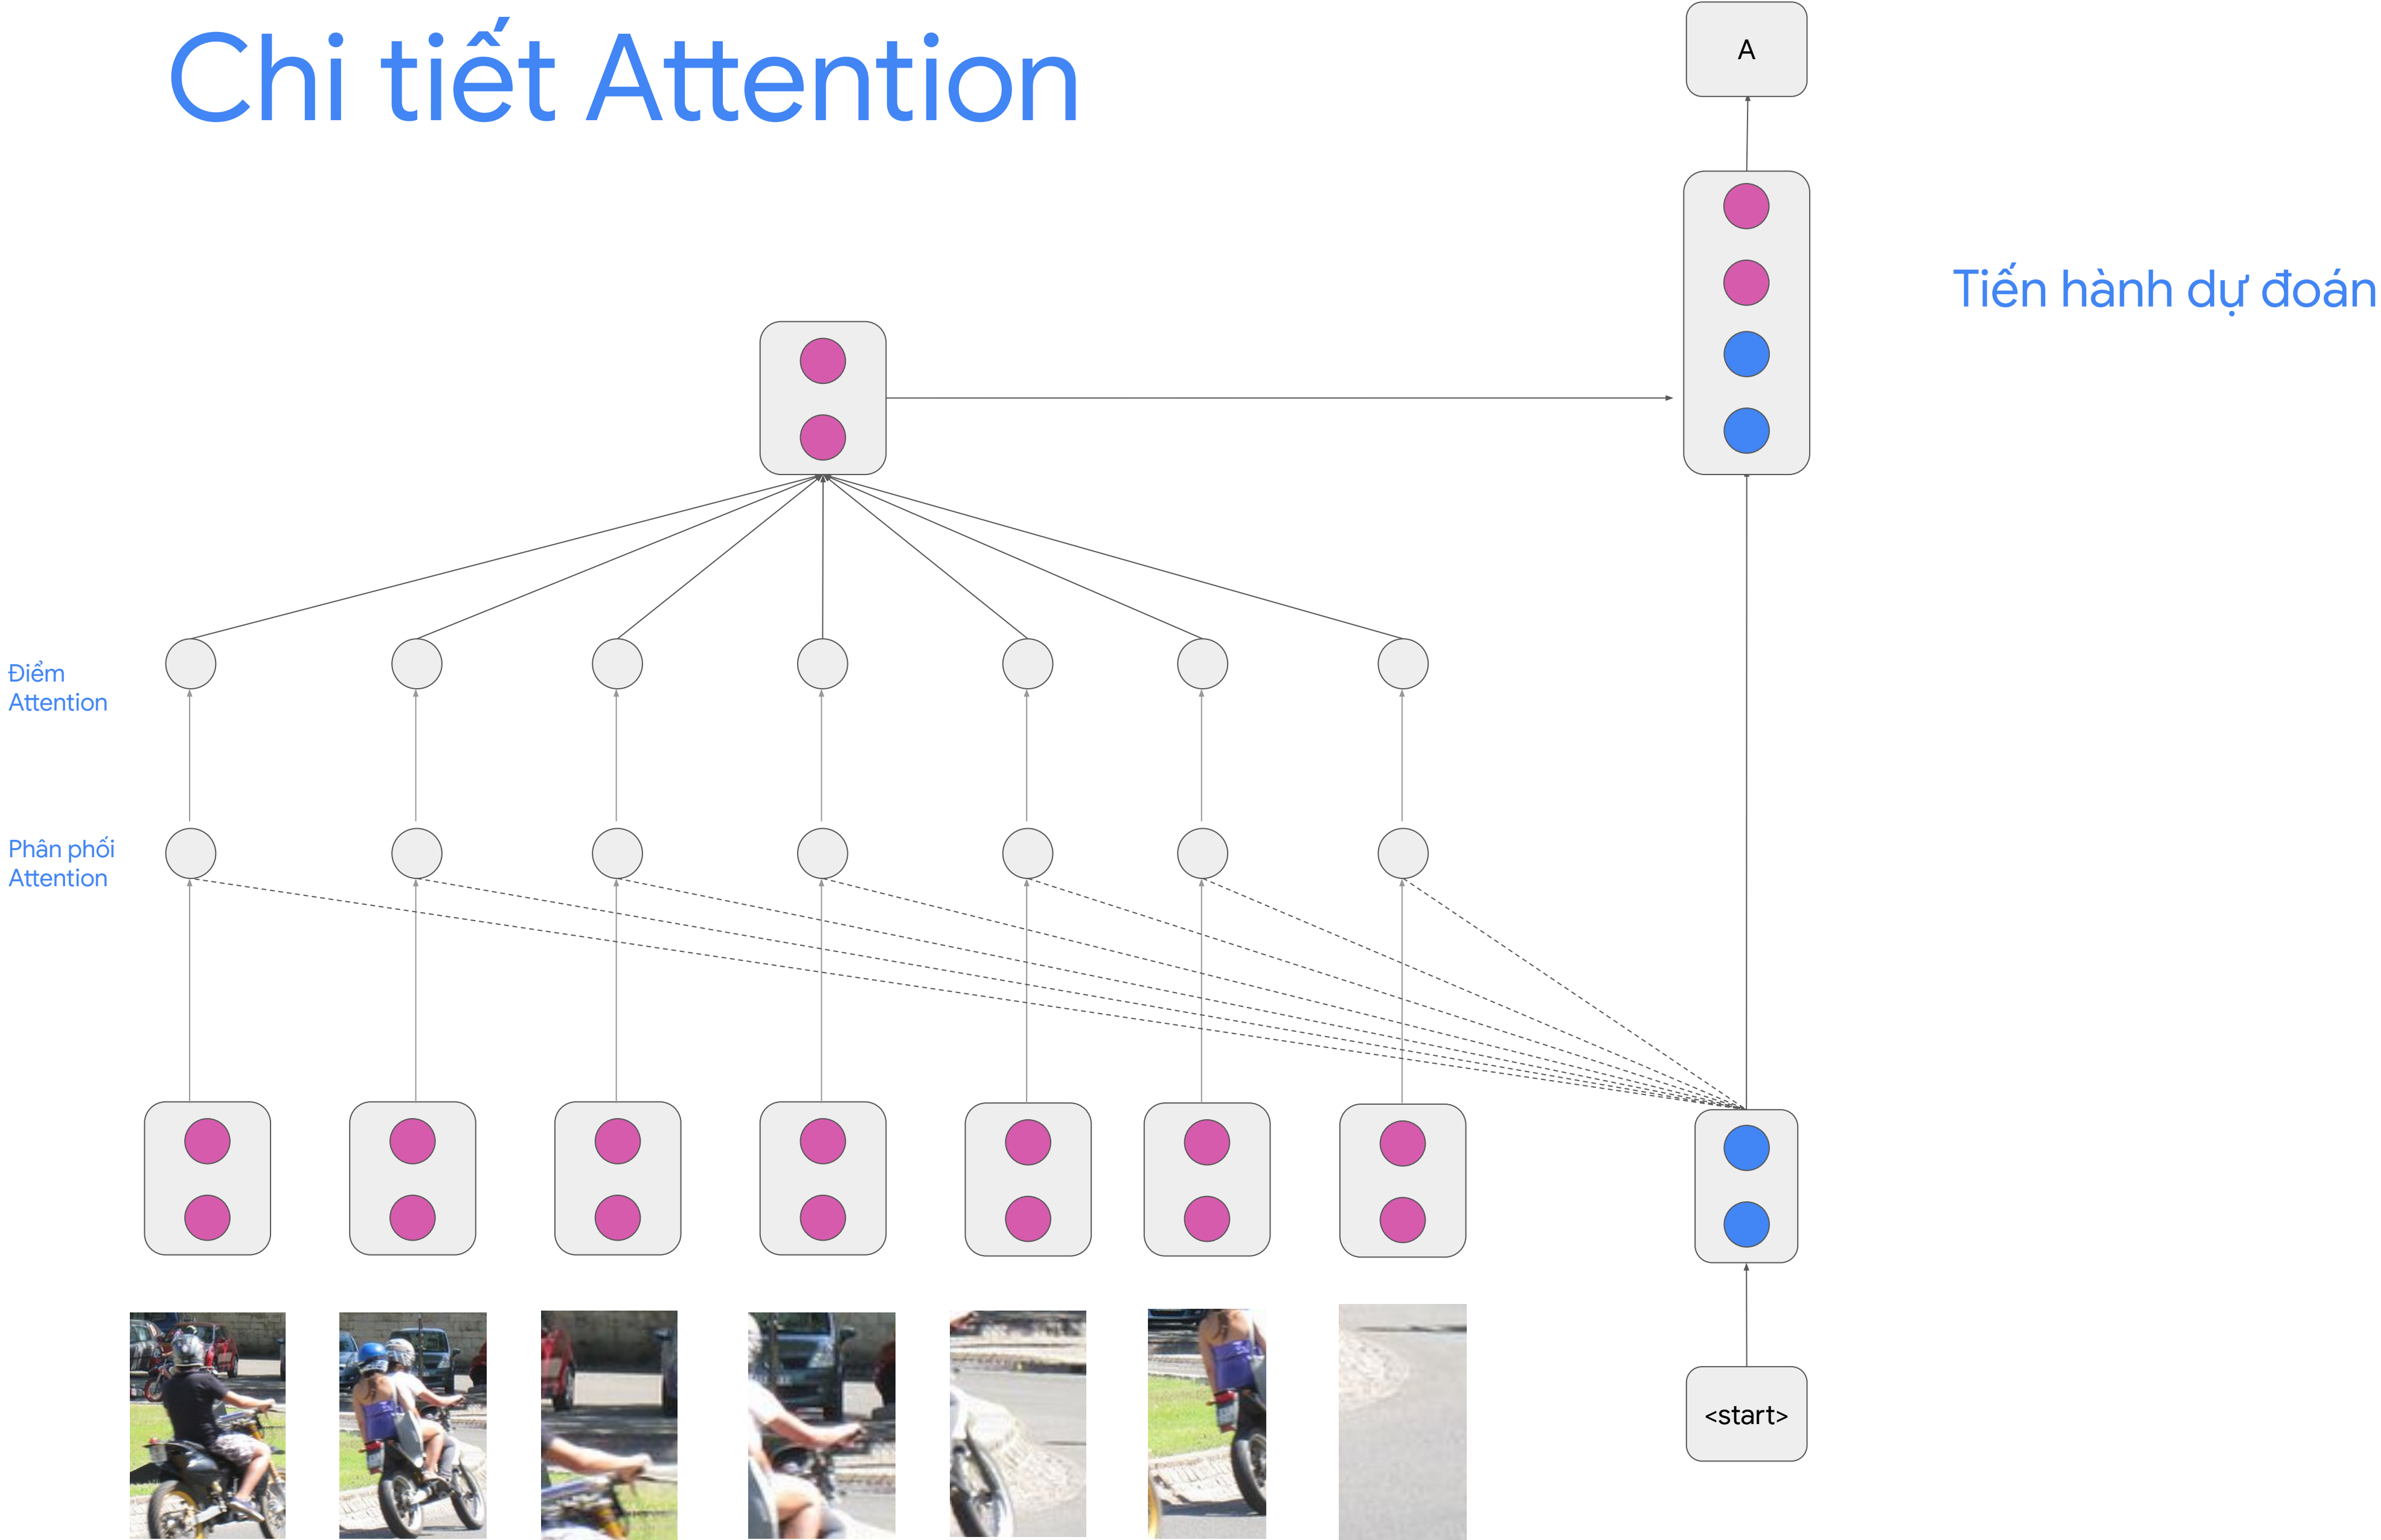 Chi tiết Attention
A
Tiến hành dự đoán
Điểm
Attention
Phân phối
Attention
<start>